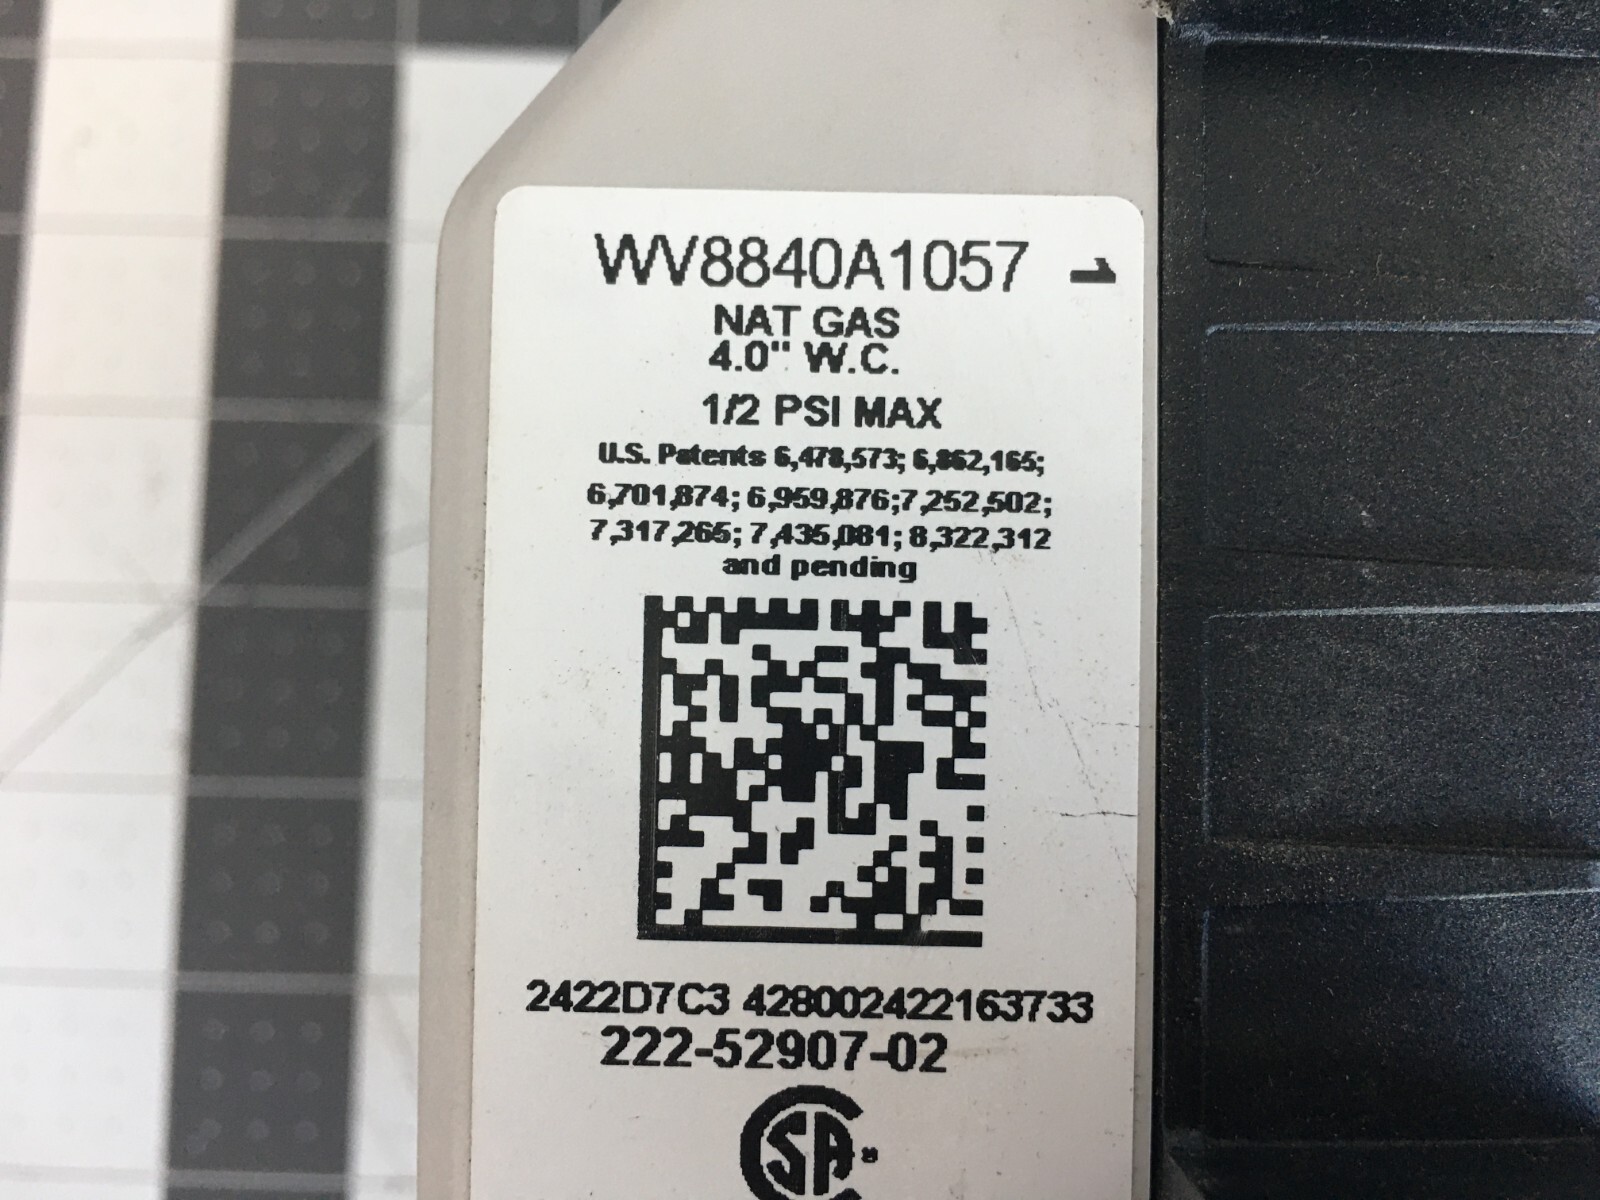 WV8840A1057 1
NAT GAS
4.0" W.C.
1/2 PSI MAX
U.S. Patents 6,478,573; 6,862,165;
6,701,874; 6,959,876;7,252,502;
7,317,265; 7,435,081; 8,322,312
and pending
2422D7C3 428002422163733
222-52907-02
CSA